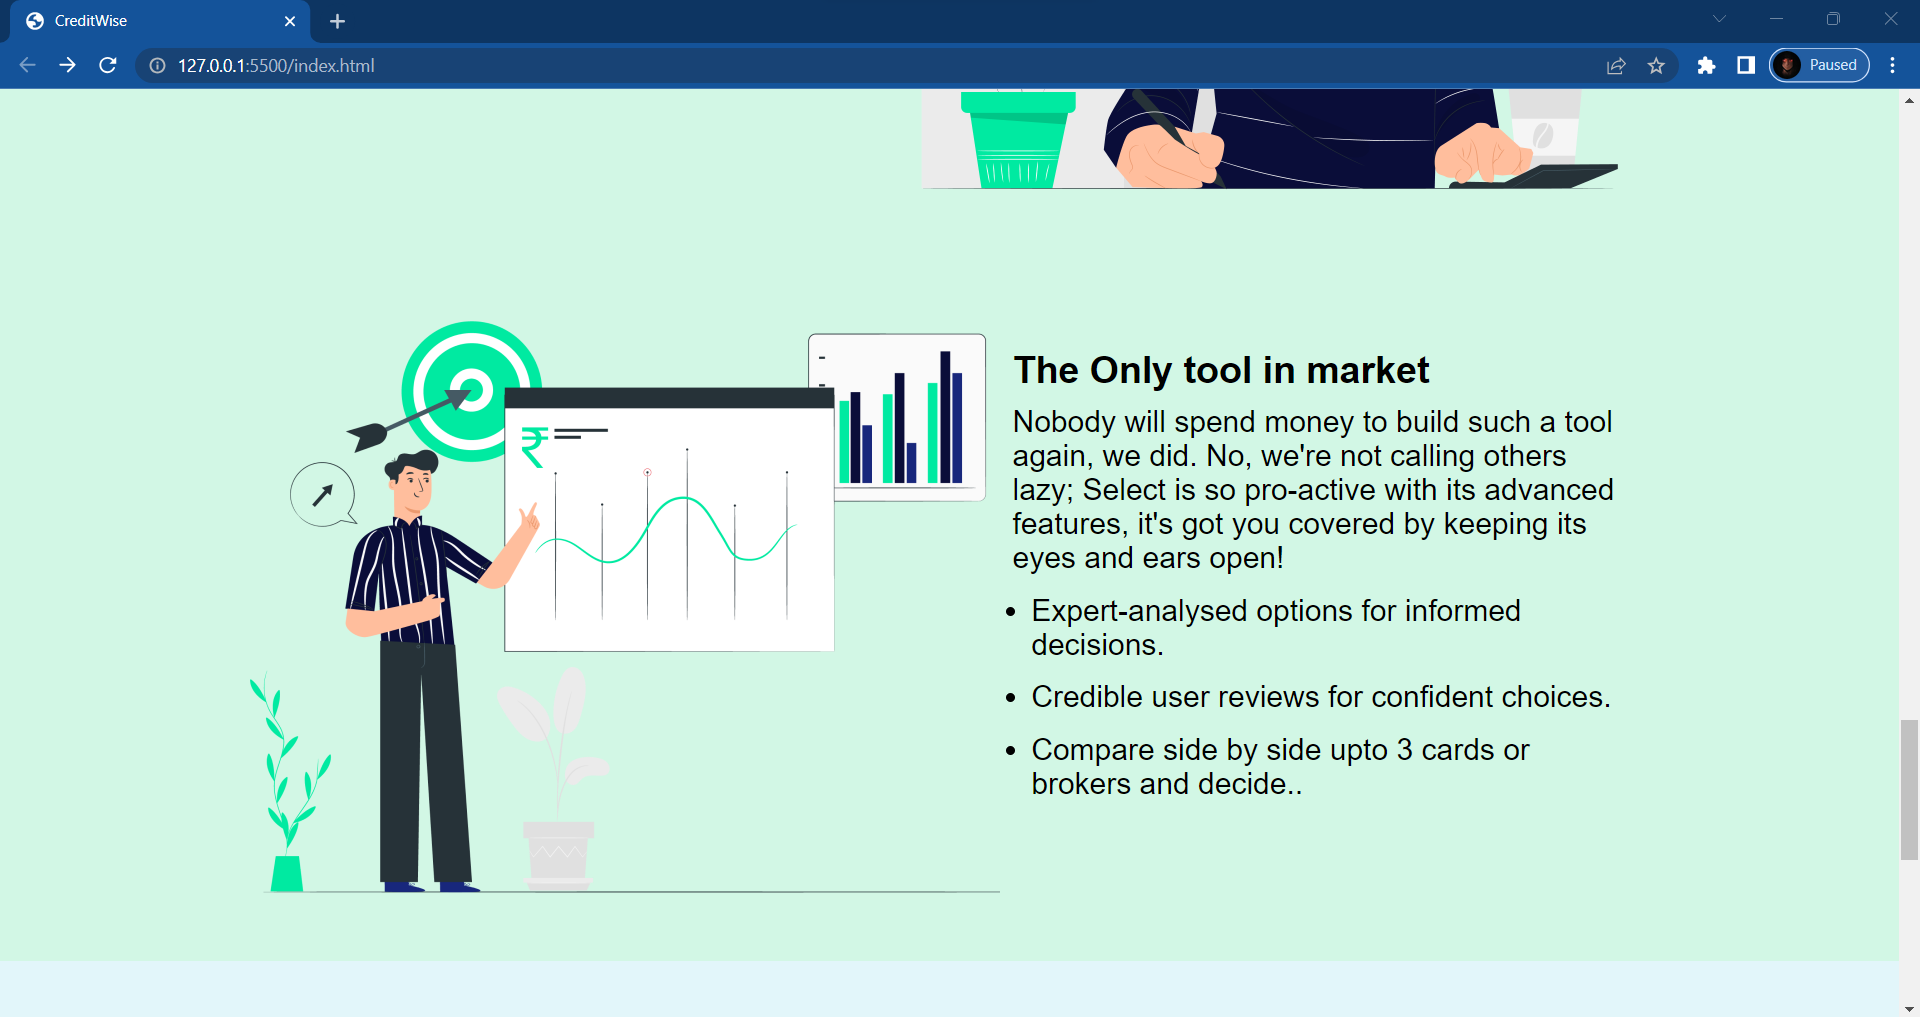 CreditWise
127.0.0.1:5500/index.html
Paused
₹
The Only tool in market
Nobody will spend money to build such a tool
again, we did. No, we're not calling others
lazy; Select is so pro-active with its advanced
features, it's got you covered by keeping its
eyes and ears open!
• Expert-analysed options for informed
decisions.
• Credible user reviews for confident choices.
• Compare side by side upto 3 cards or
brokers and decide..